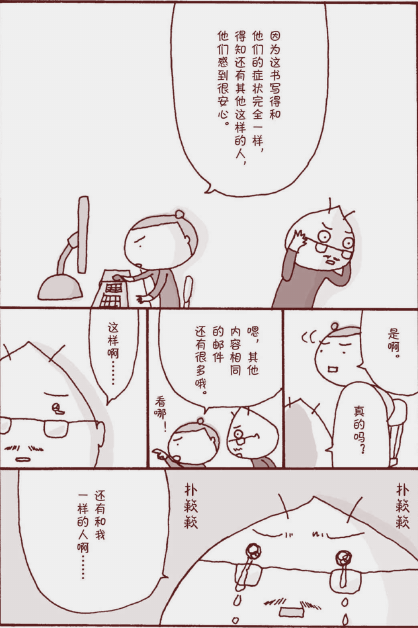 因为这书写得和
他们的症状完全一样，
得知还有其他这样的人，
他们感到很安心。
是啊。
真的吗？
嗯，其他
内容相同
的邮件
还有很多哦。
看哪！
这样啊……
扑簌簌
扑簌簌
还有和我
一样的人啊……